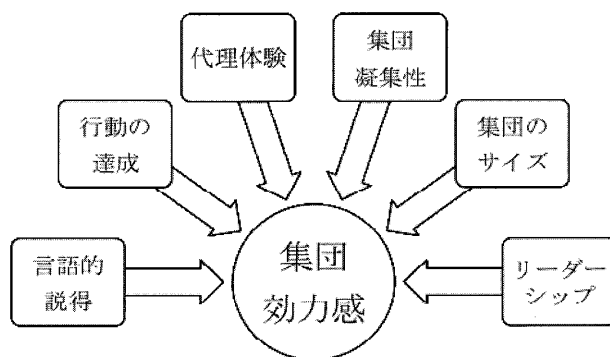 代理体験
集団
凝集性
行動の
達成
集団の
サイズ
言語的
説得
集団
効力感
リーダー
シップ